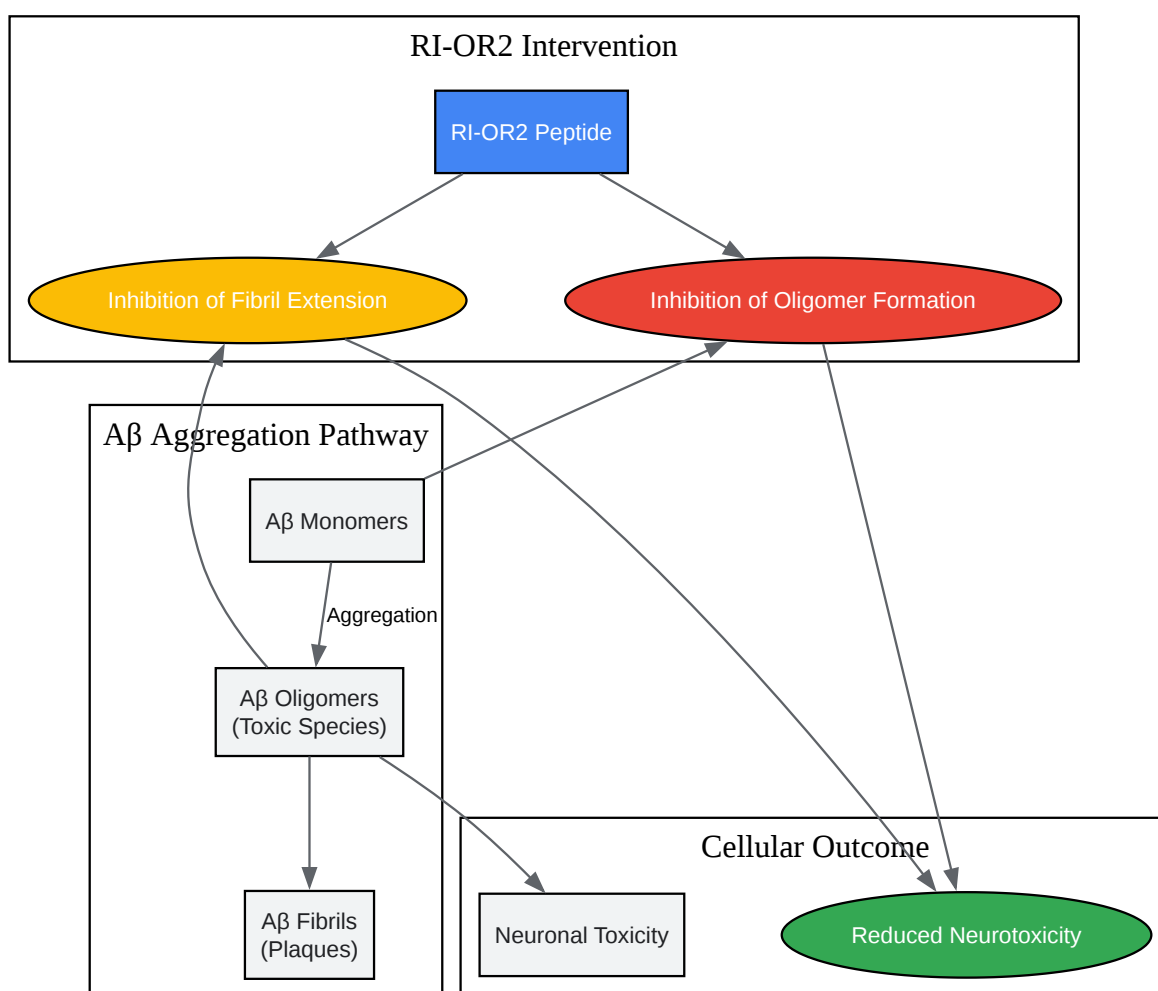 RI-OR2 Intervention
RI-OR2 Peptide
Inhibition of Fibril Extension
Inhibition of Oligomer Formation
Aβ Aggregation Pathway
Aβ Monomers
Aggregation
Aβ Oligomers
(Toxic Species)
Aβ Fibrils
(Plaques)
Cellular Outcome
Neuronal Toxicity
Reduced Neurotoxicity